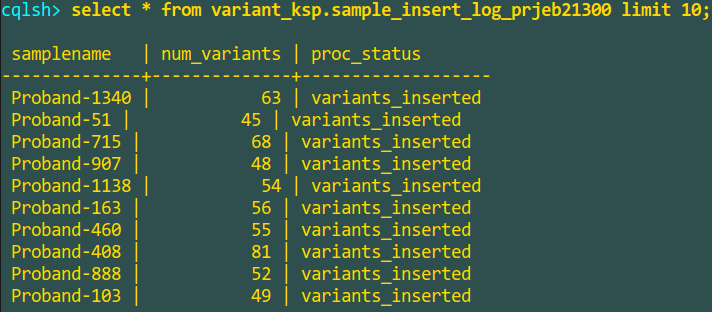 cqlsh> select * from variant_ksp.sample_insert_log_prjeb21300 limit 10;
 samplename   | num_variants | proc_status
--------------+--------------+-------------------
 Proband-1340 |           63 | variants_inserted
 Proband-51 |           45 | variants_inserted
 Proband-715 |           68 | variants_inserted
 Proband-907 |           48 | variants_inserted
 Proband-1138 |           54 | variants_inserted
 Proband-163 |           56 | variants_inserted
 Proband-460 |           55 | variants_inserted
 Proband-408 |           81 | variants_inserted
 Proband-888 |           52 | variants_inserted
 Proband-103 |           49 | variants_inserted